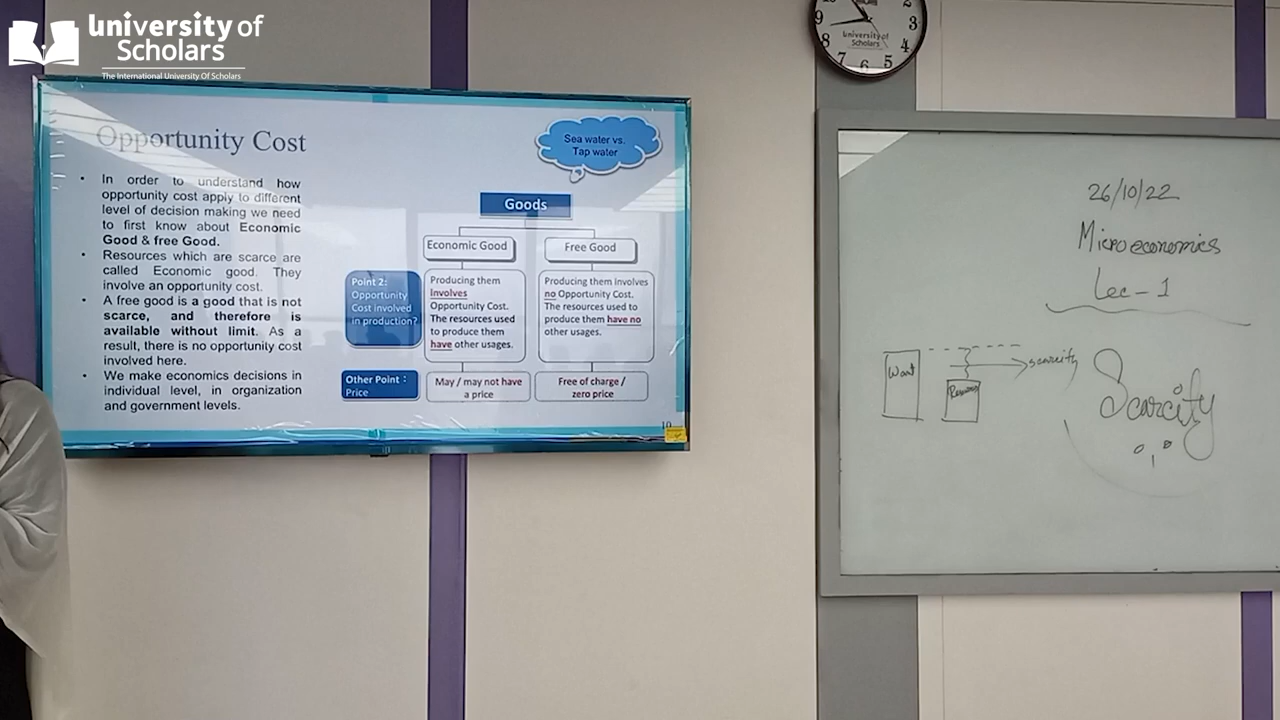 University of
Scholars
The International University Of Scholars
Opportunity Cost
• In order to understand how
opportunity cost apply to different
level of decision making we need
to first know about Economic
Good & free Good.
• Resources which are scarce are
called Economic good. They
involve an opportunity cost.
• A free good is a good that is not
scarce, and therefore is
available without limit. As a
result, there is no opportunity cost
involved here.
• We make economics decisions in
individual level, in organization
and government levels.
Sea water vs.
Tap water
Goods
Economic Good
Free Good
Point 2:
Opportunity
Cost involved
in production?
Producing them
Involves
Opportunity Cost.
The resources used
to produce them
have other usages.
Producing them Involves
no Opportunity Cost.
The resources used to
produce them have no
other usages.
Other Point :
Price
May / may not have
a price
Free of charge /
zero price
10
2
9
3
University of
Scholars
8
4
7
6
5
26/10/22
Microeconomics
Lec-1
Want
scarcity
Scarcity